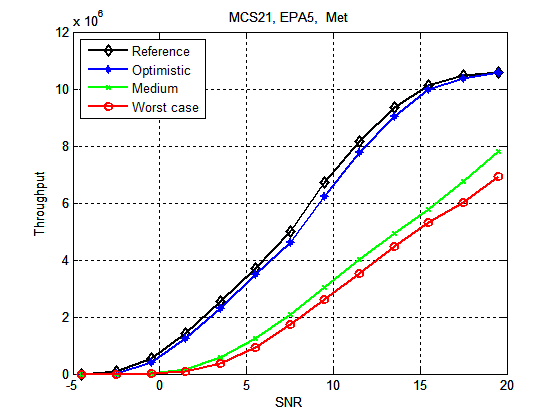 MCS21, EPA5, Met
x 10^6
12
10
8
6
4
2
0
Throughput
Reference
Optimistic
Medium
Worst case
-5
0
5
10
15
20
SNR